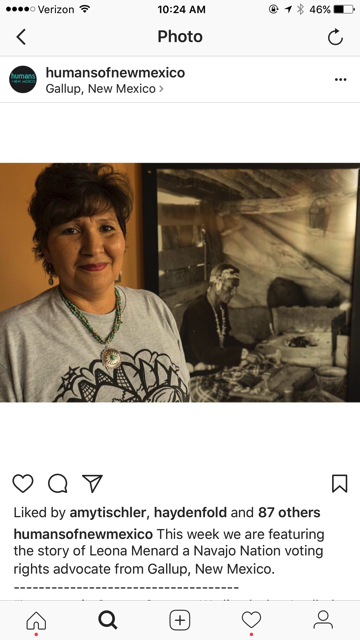 Verizon 10:24 AM 46%
Photo
humansofnewmexico
Gallup, New Mexico >
humans
NEW MEXICO
Liked by amytischler, haydenfold and 87 others
humansofnewmexico This week we are featuring
the story of Leona Menard a Navajo Nation voting
rights advocate from Gallup, New Mexico.
-----------------------------------